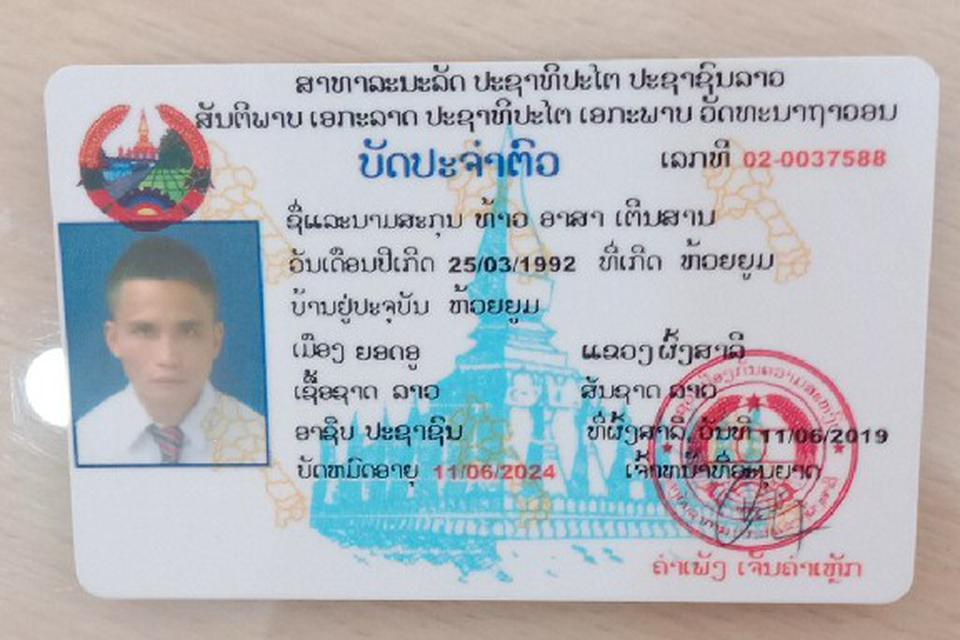 ສາທາລະນະລັດ ປະຊາທິປະໄຕ ປະຊາຊົນລາວ
ສັນຕິພາບ ເອກະລາດ ປະຊາທິປະໄຕ ເອກະພາບ ວັດທະນາຖາວອນ
ບັດປະຈຳຕົວ
ເລກທີ 02-0037588
ຊື່ແລະນາມສະກຸນ ທ້າວ ອາສາ ເຕີນສານ
ວັນເດືອນປີເກີດ 25/03/1992 ທີ່ເກີດ ຫ້ວຍຍູມ
ບ້ານຢູ່ປະຈຸບັນ ຫ້ວຍຍູມ
ເມືອງ ຍອດອູ ແຂວງ ຜົ້ງສາລີ
ເຊື້ອຊາດ ລາວ ສັນຊາດ ລາວ
ອາຊີບ ປະຊາຊົນ ທີ່ຜົ້ງສາລີ, ວັນທີ 11/06/2019
ບັດຫມົດອາຍຸ 11/06/2024 ເຈົ້າຫນ້າທີ່ອະນຸຍາດ
ຄຳເພັງ ເຈັນຄຳເຫຼັກ